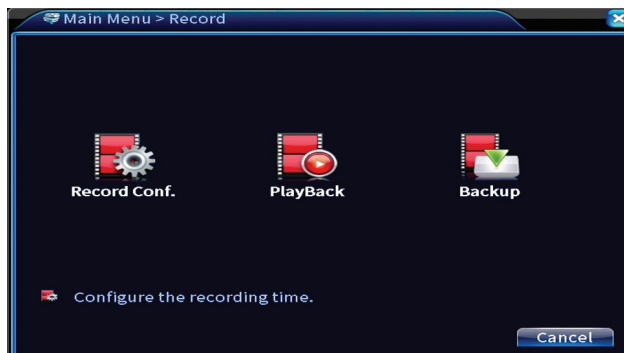 Main Menu > Record
Record Conf.
PlayBack
Backup
Configure the recording time.
Cancel